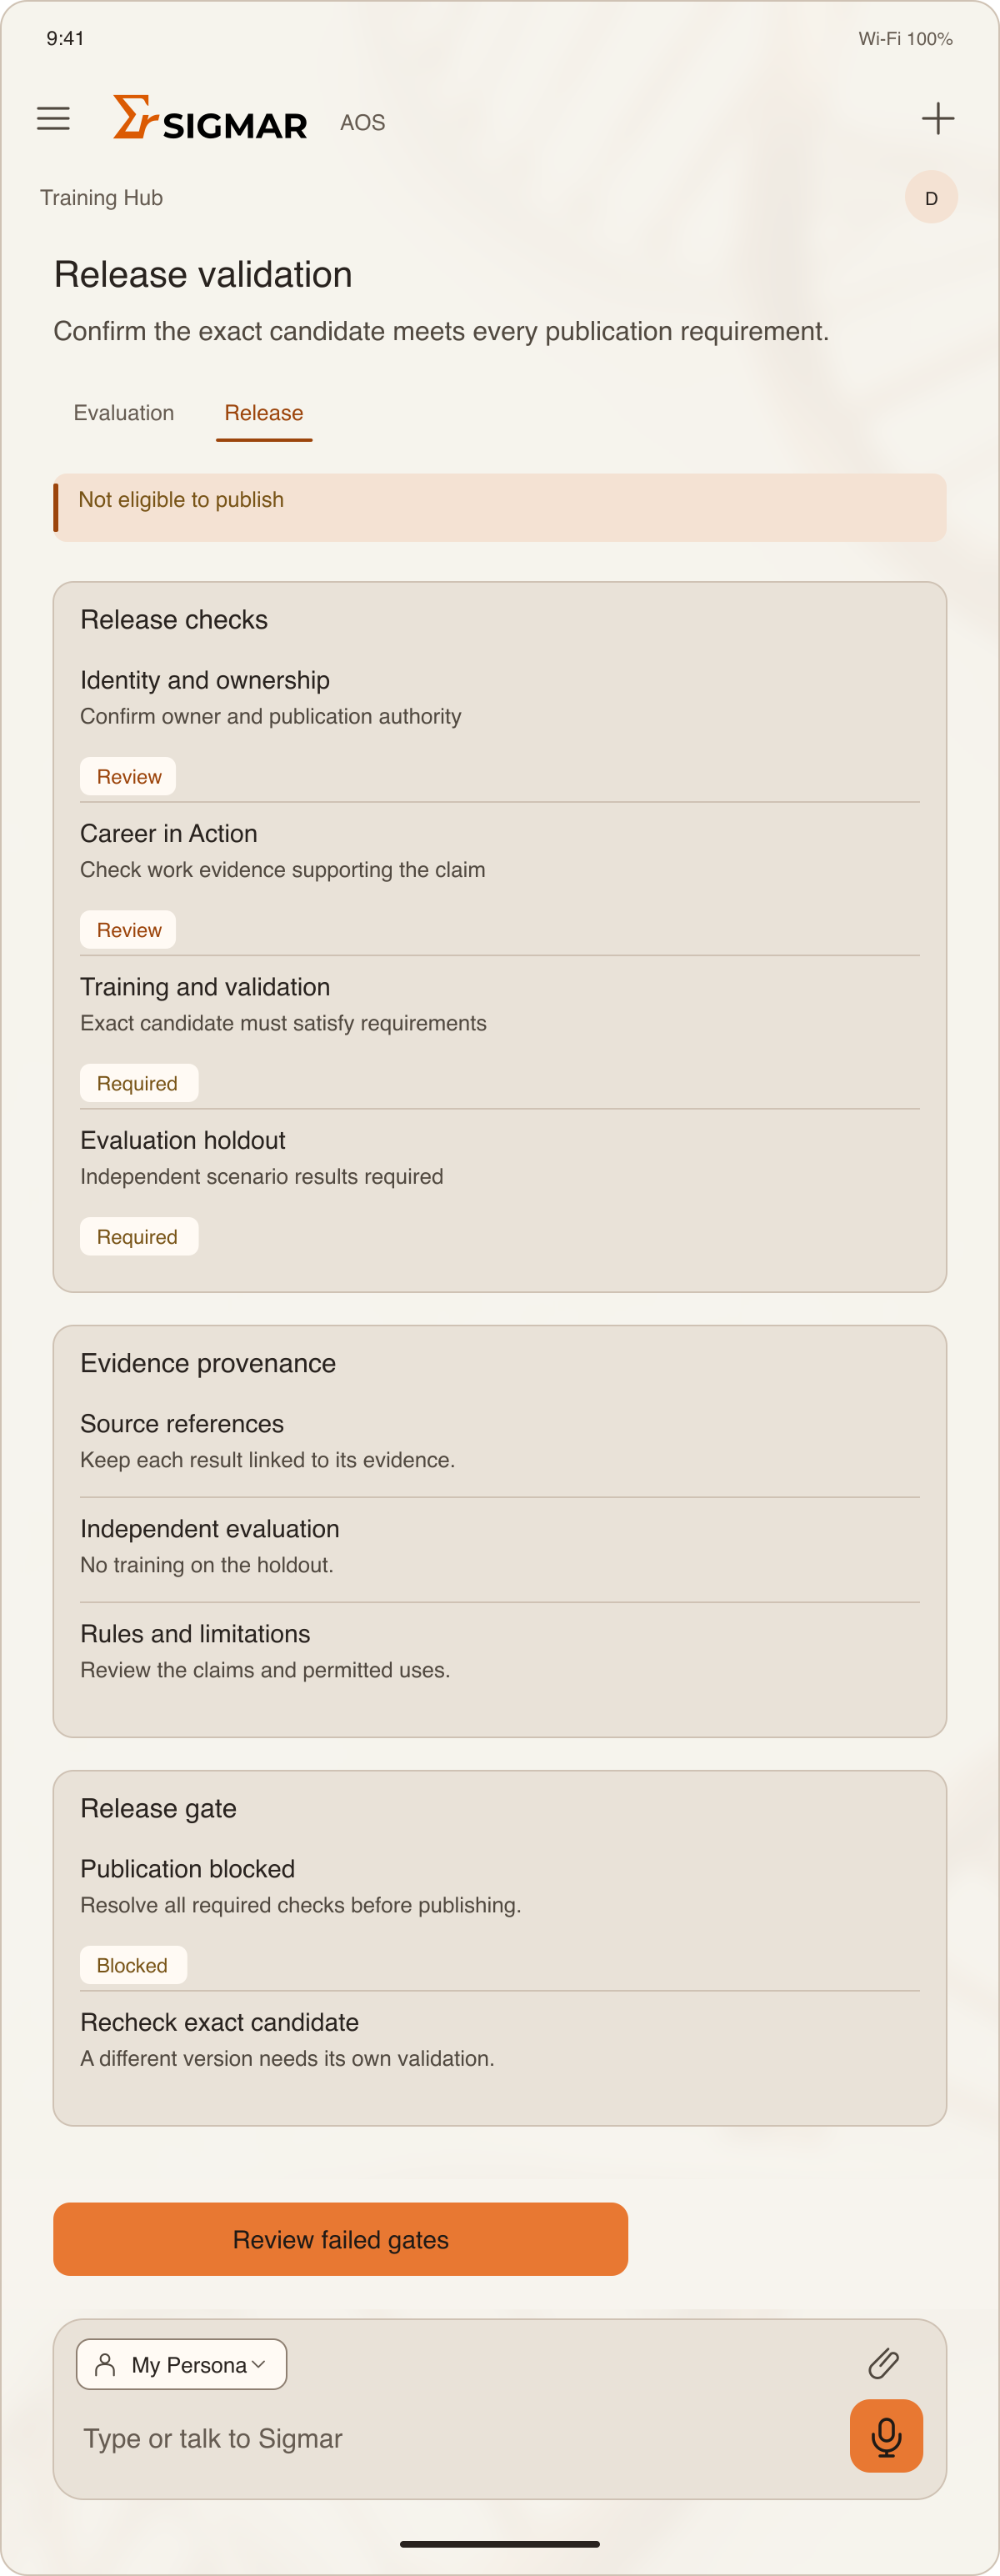 9:41
Wi-Fi 100%
Σr SIGMAR AOS
Training Hub
D
Release validation
Confirm the exact candidate meets every publication requirement.
Evaluation
Release
Not eligible to publish
Release checks
Identity and ownership
Confirm owner and publication authority
Review
Career in Action
Check work evidence supporting the claim
Review
Training and validation
Exact candidate must satisfy requirements
Required
Evaluation holdout
Independent scenario results required
Required
Evidence provenance
Source references
Keep each result linked to its evidence.
Independent evaluation
No training on the holdout.
Rules and limitations
Review the claims and permitted uses.
Release gate
Publication blocked
Resolve all required checks before publishing.
Blocked
Recheck exact candidate
A different version needs its own validation.
Review failed gates
My Persona
Type or talk to Sigmar